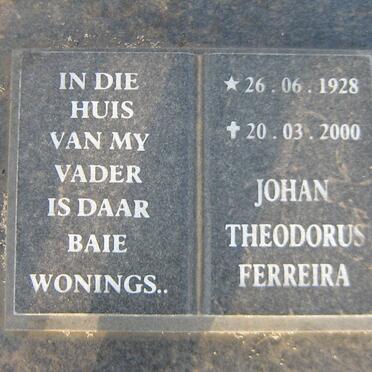 IN DIE
HUIS
VAN MY
VADER
IS DAAR
BAIE
WONINGS..
★ 26 . 06 . 1928
✝ 20 . 03 . 2000
JOHAN
THEODORUS
FERREIRA